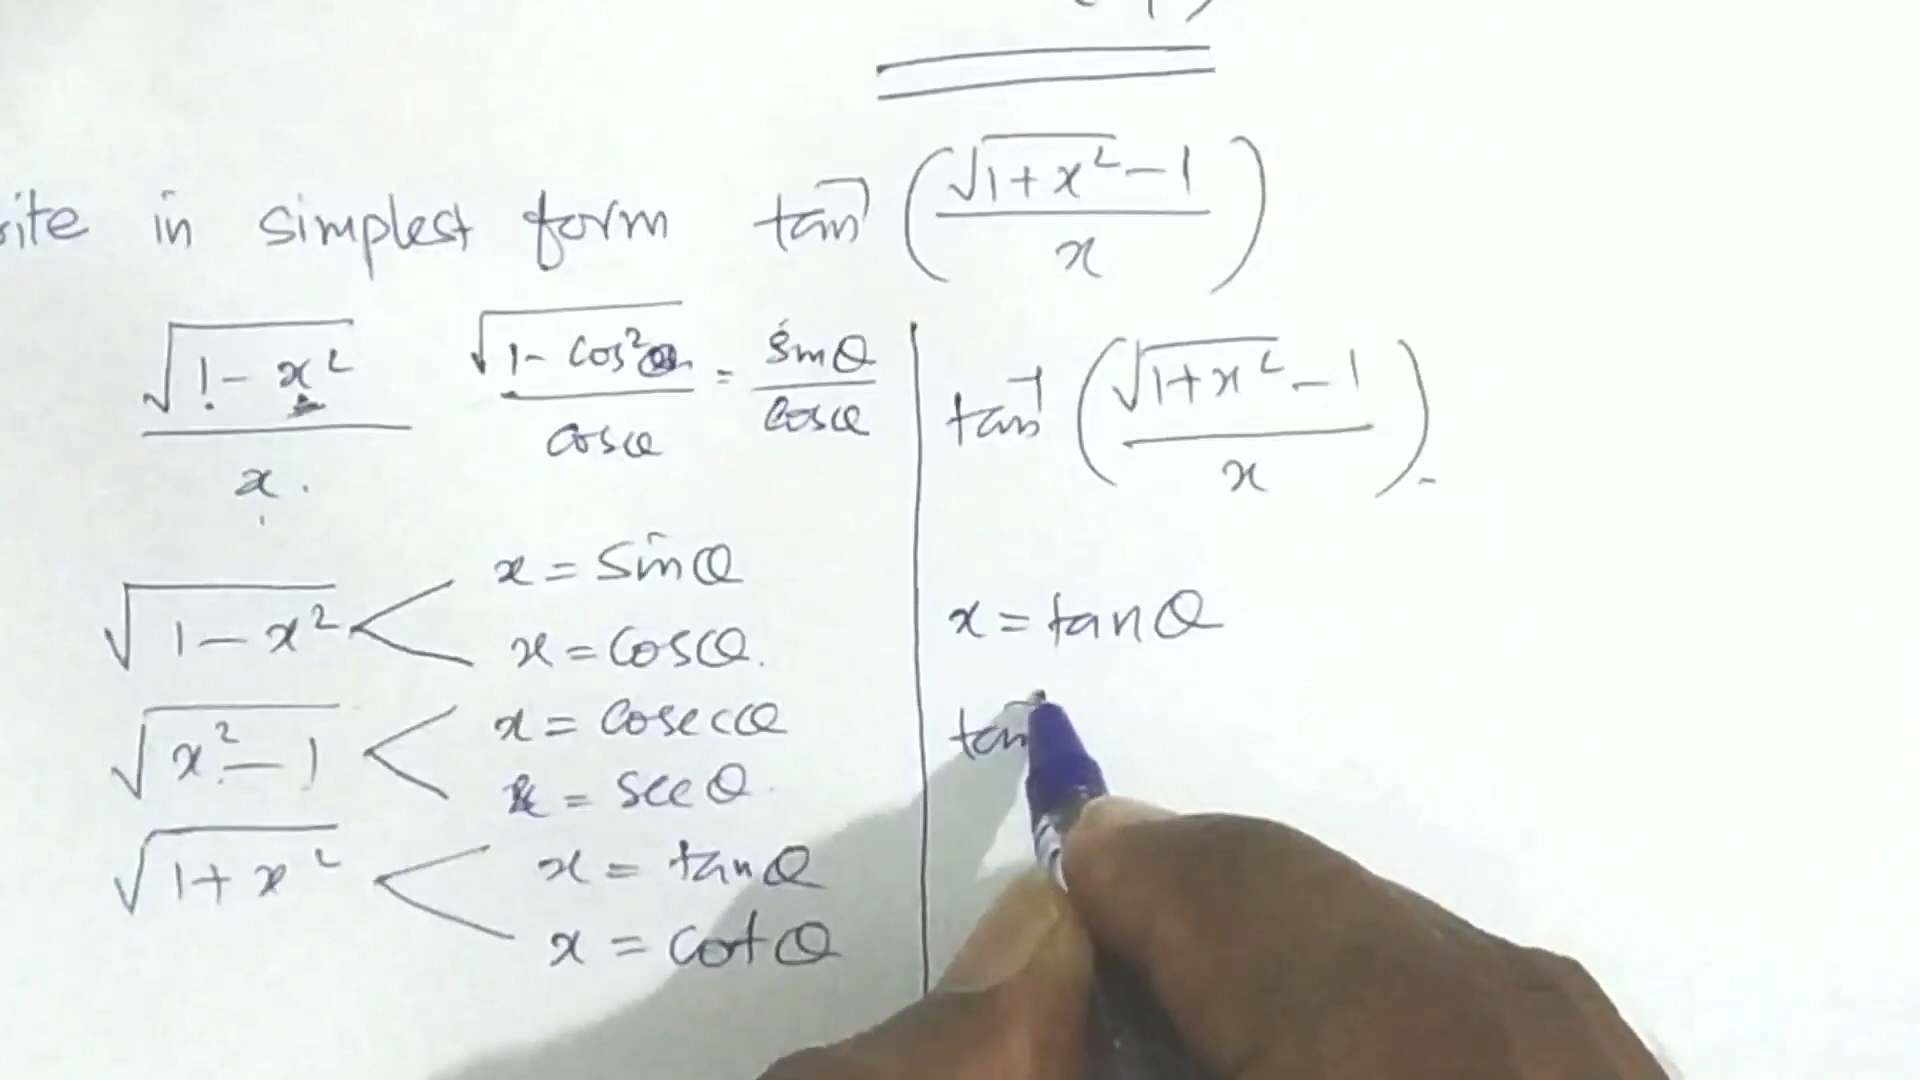 in simplest form tan⁻¹ (√(1+x²) − 1 / x)
√(1 − x²) / x.
√(1 − cos²θ) / cosθ = sinθ / cosθ
√(1 − x²) < x = sinθ
x = cosθ.
√(x² − 1) < x = cosecθ
x = secθ.
√(1 + x²) < x = tanθ
x = cotθ
tan⁻¹ (√(1+x²) − 1 / x).
x = tanθ
tan